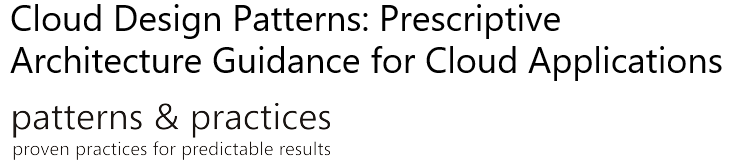 Cloud Design Patterns: Prescriptive
Architecture Guidance for Cloud Applications
patterns & practices
proven practices for predictable results